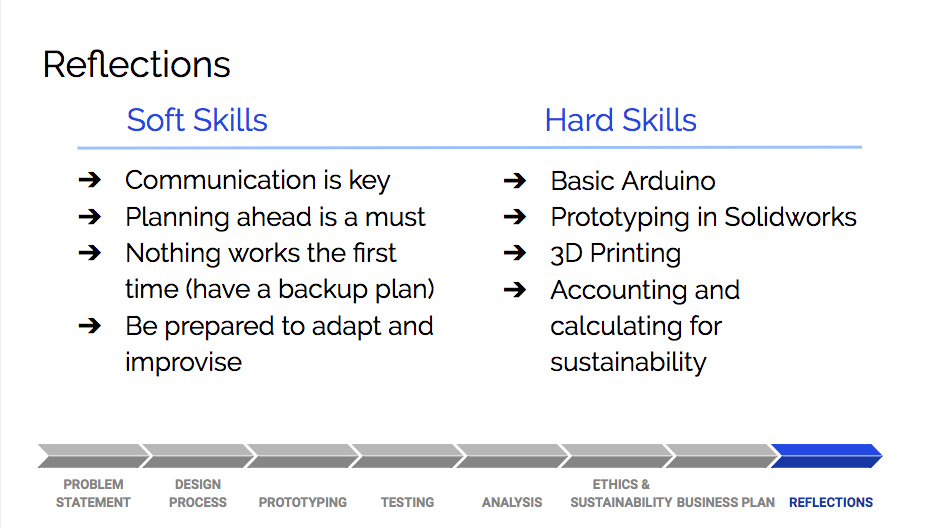 Reflections
Soft Skills
➔ Communication is key
➔ Planning ahead is a must
➔ Nothing works the first
time (have a backup plan)
➔ Be prepared to adapt and
improvise
Hard Skills
➔ Basic Arduino
➔ Prototyping in Solidworks
➔ 3D Printing
➔ Accounting and
calculating for
sustainability
PROBLEM
STATEMENT
DESIGN
PROCESS
PROTOTYPING
TESTING
ANALYSIS
ETHICS &
SUSTAINABILITY
BUSINESS PLAN
REFLECTIONS